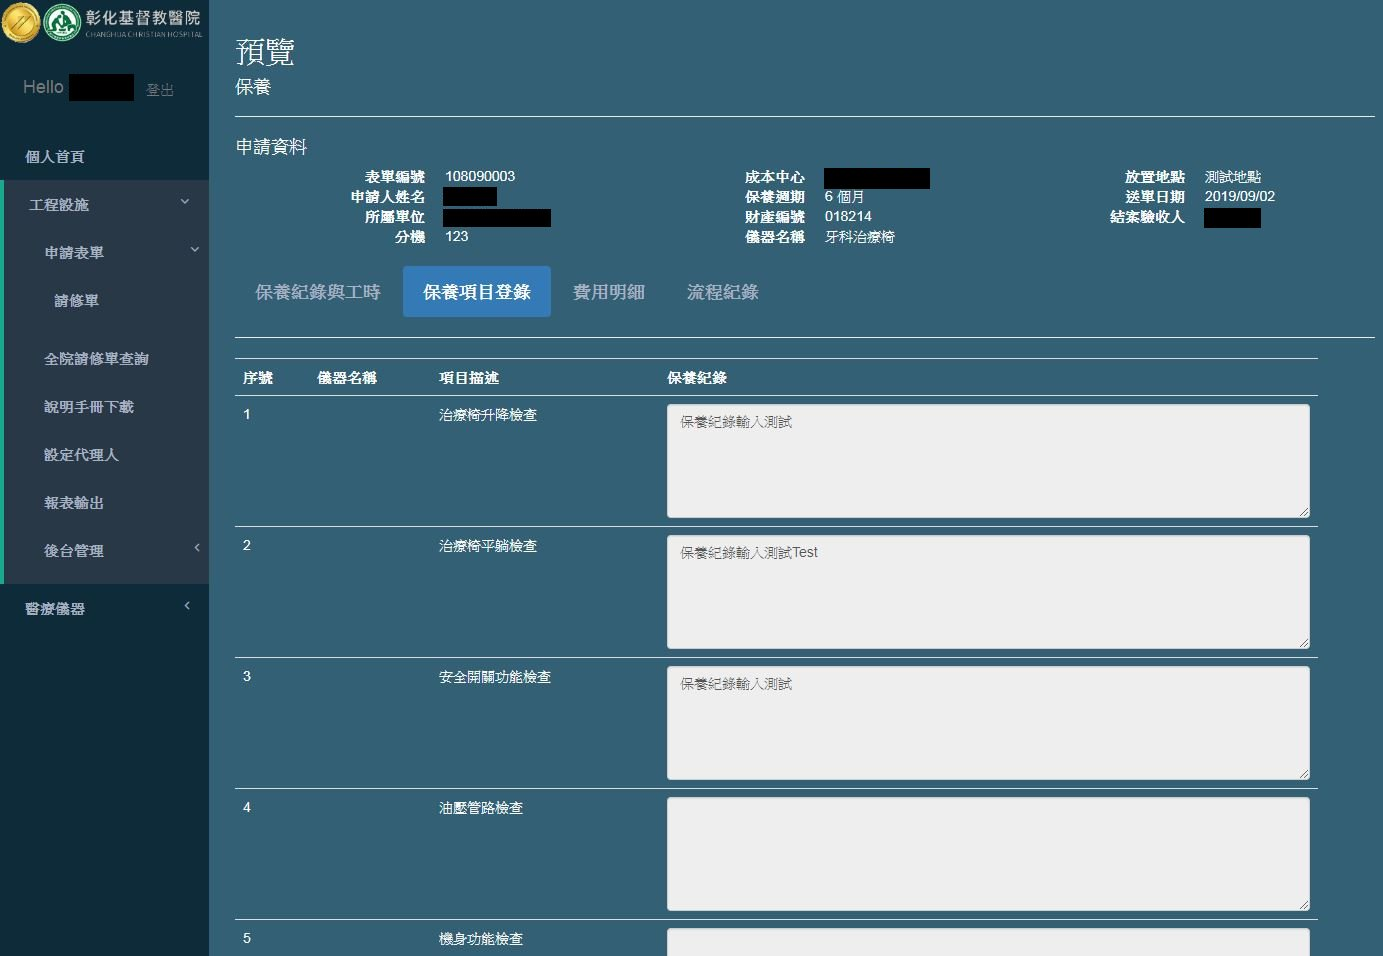 彰化基督教醫院
CHANGHUA CHRISTIAN HOSPITAL
Hello 登出
個人首頁
工程設施
申請表單
請修單
全院請修單查詢
說明手冊下載
設定代理人
報表輸出
後台管理
醫療儀器
預覽
保養
申請資料
表單編號 108090003 成本中心 放置地點 測試地點
申請人姓名 保養週期 6 個月 送單日期 2019/09/02
所屬單位 財產編號 018214 結案驗收人
分機 123 儀器名稱 牙科治療椅
保養紀錄與工時 保養項目登錄 費用明細 流程紀錄
序號 儀器名稱 項目描述 保養紀錄
1 治療椅升降檢查 保養紀錄輸入測試
2 治療椅平躺檢查 保養紀錄輸入測試Test
3 安全開關功能檢查 保養紀錄輸入測試
4 油壓管路檢查
5 機身功能檢查